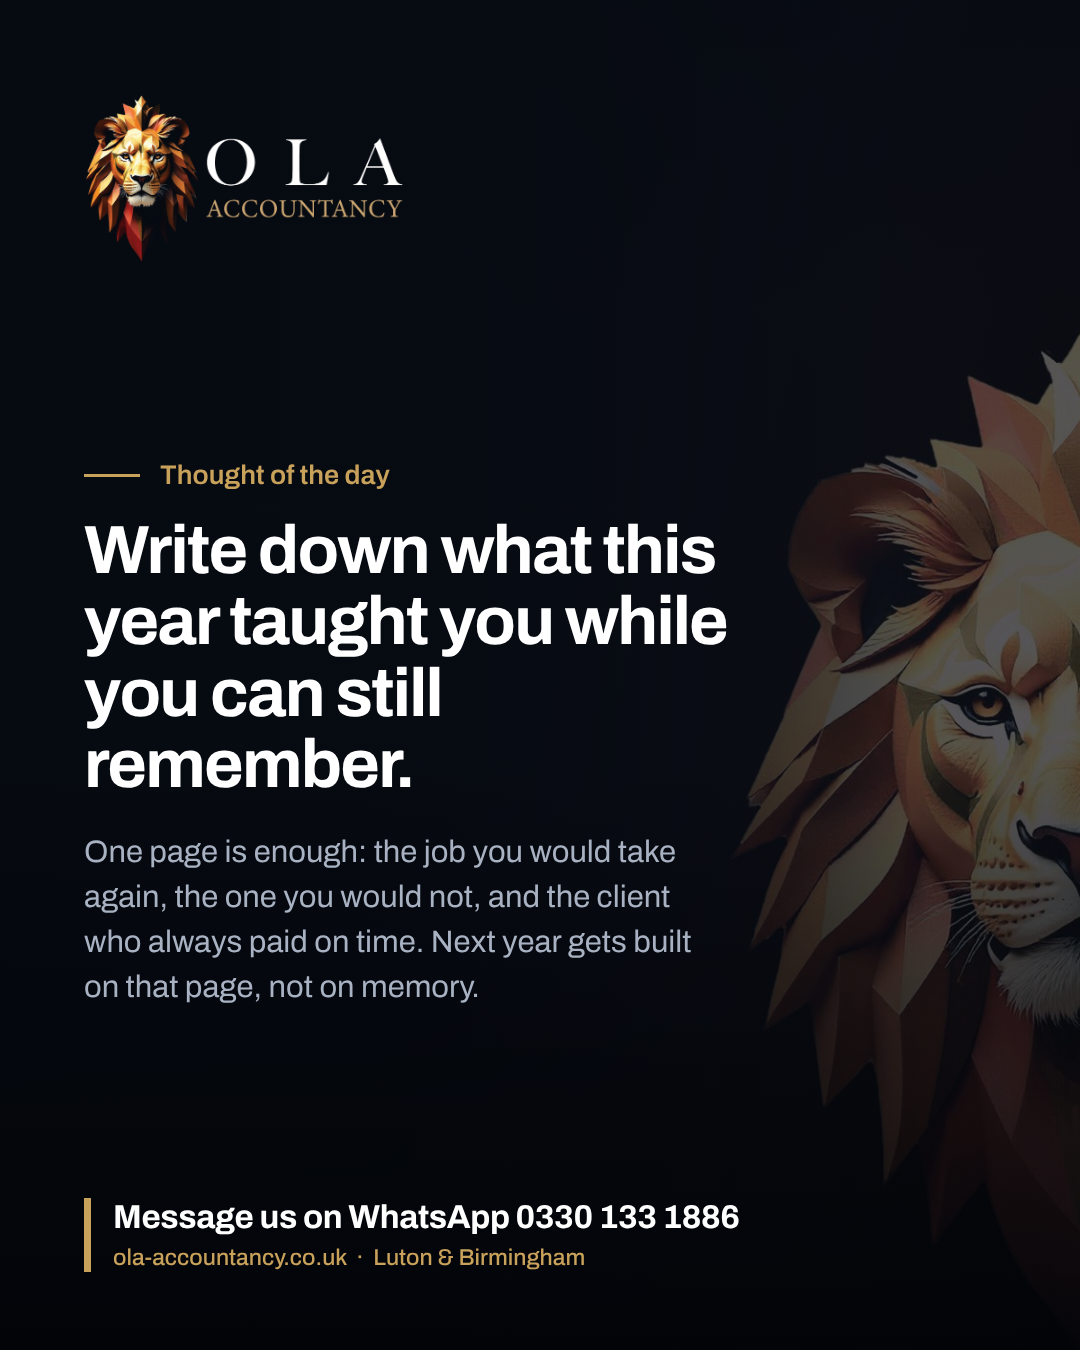 OLA
ACCOUNTANCY
Thought of the day
Write down what this
year taught you while
you can still
remember.
One page is enough: the job you would take
again, the one you would not, and the client
who always paid on time. Next year gets built
on that page, not on memory.
Message us on WhatsApp 0330 133 1886
ola-accountancy.co.uk · Luton & Birmingham